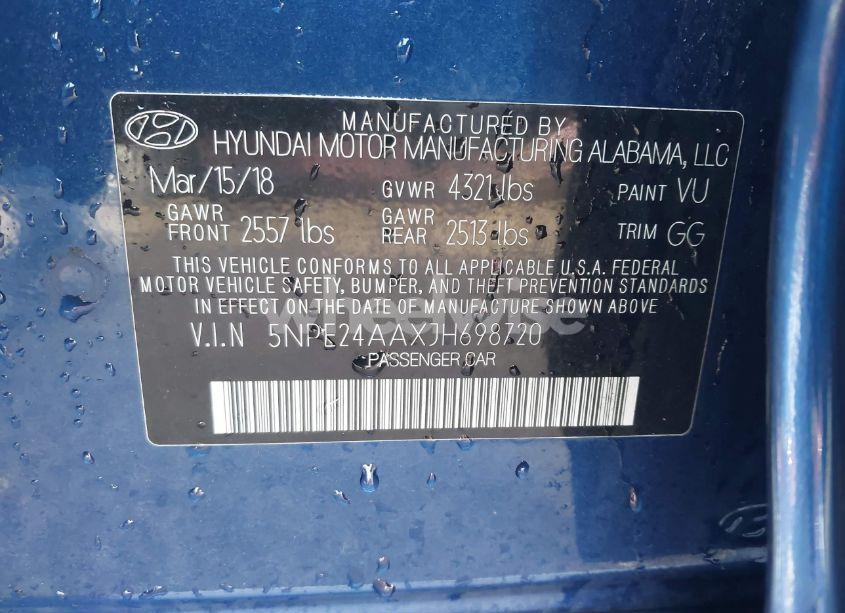 MANUFACTURED BY
HYUNDAI MOTOR MANUFACTURING ALABAMA, LLC
Mar/15/18 GVWR 4321 lbs PAINT VU
GAWR FRONT 2557 lbs GAWR REAR 2513 lbs TRIM GG
THIS VEHICLE CONFORMS TO ALL APPLICABLE U.S.A. FEDERAL
MOTOR VEHICLE SAFETY, BUMPER, AND THEFT PREVENTION STANDARDS
IN EFFECT ON THE DATE OF MANUFACTURE SHOWN ABOVE
V.I.N 5NPE24AAXJH698720
PASSENGER CAR